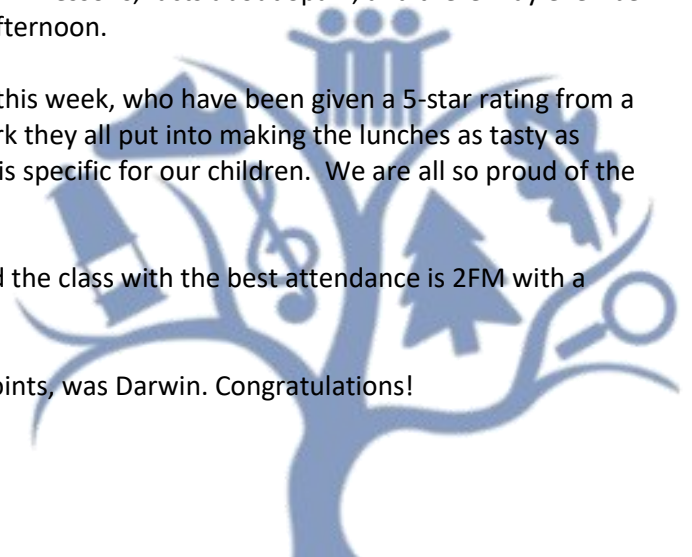 fternoon.
this week, who have been given a 5-star rating from a
rk they all put into making the lunches as tasty as
is specific for our children. We are all so proud of the
d the class with the best attendance is 2FM with a
oints, was Darwin. Congratulations!